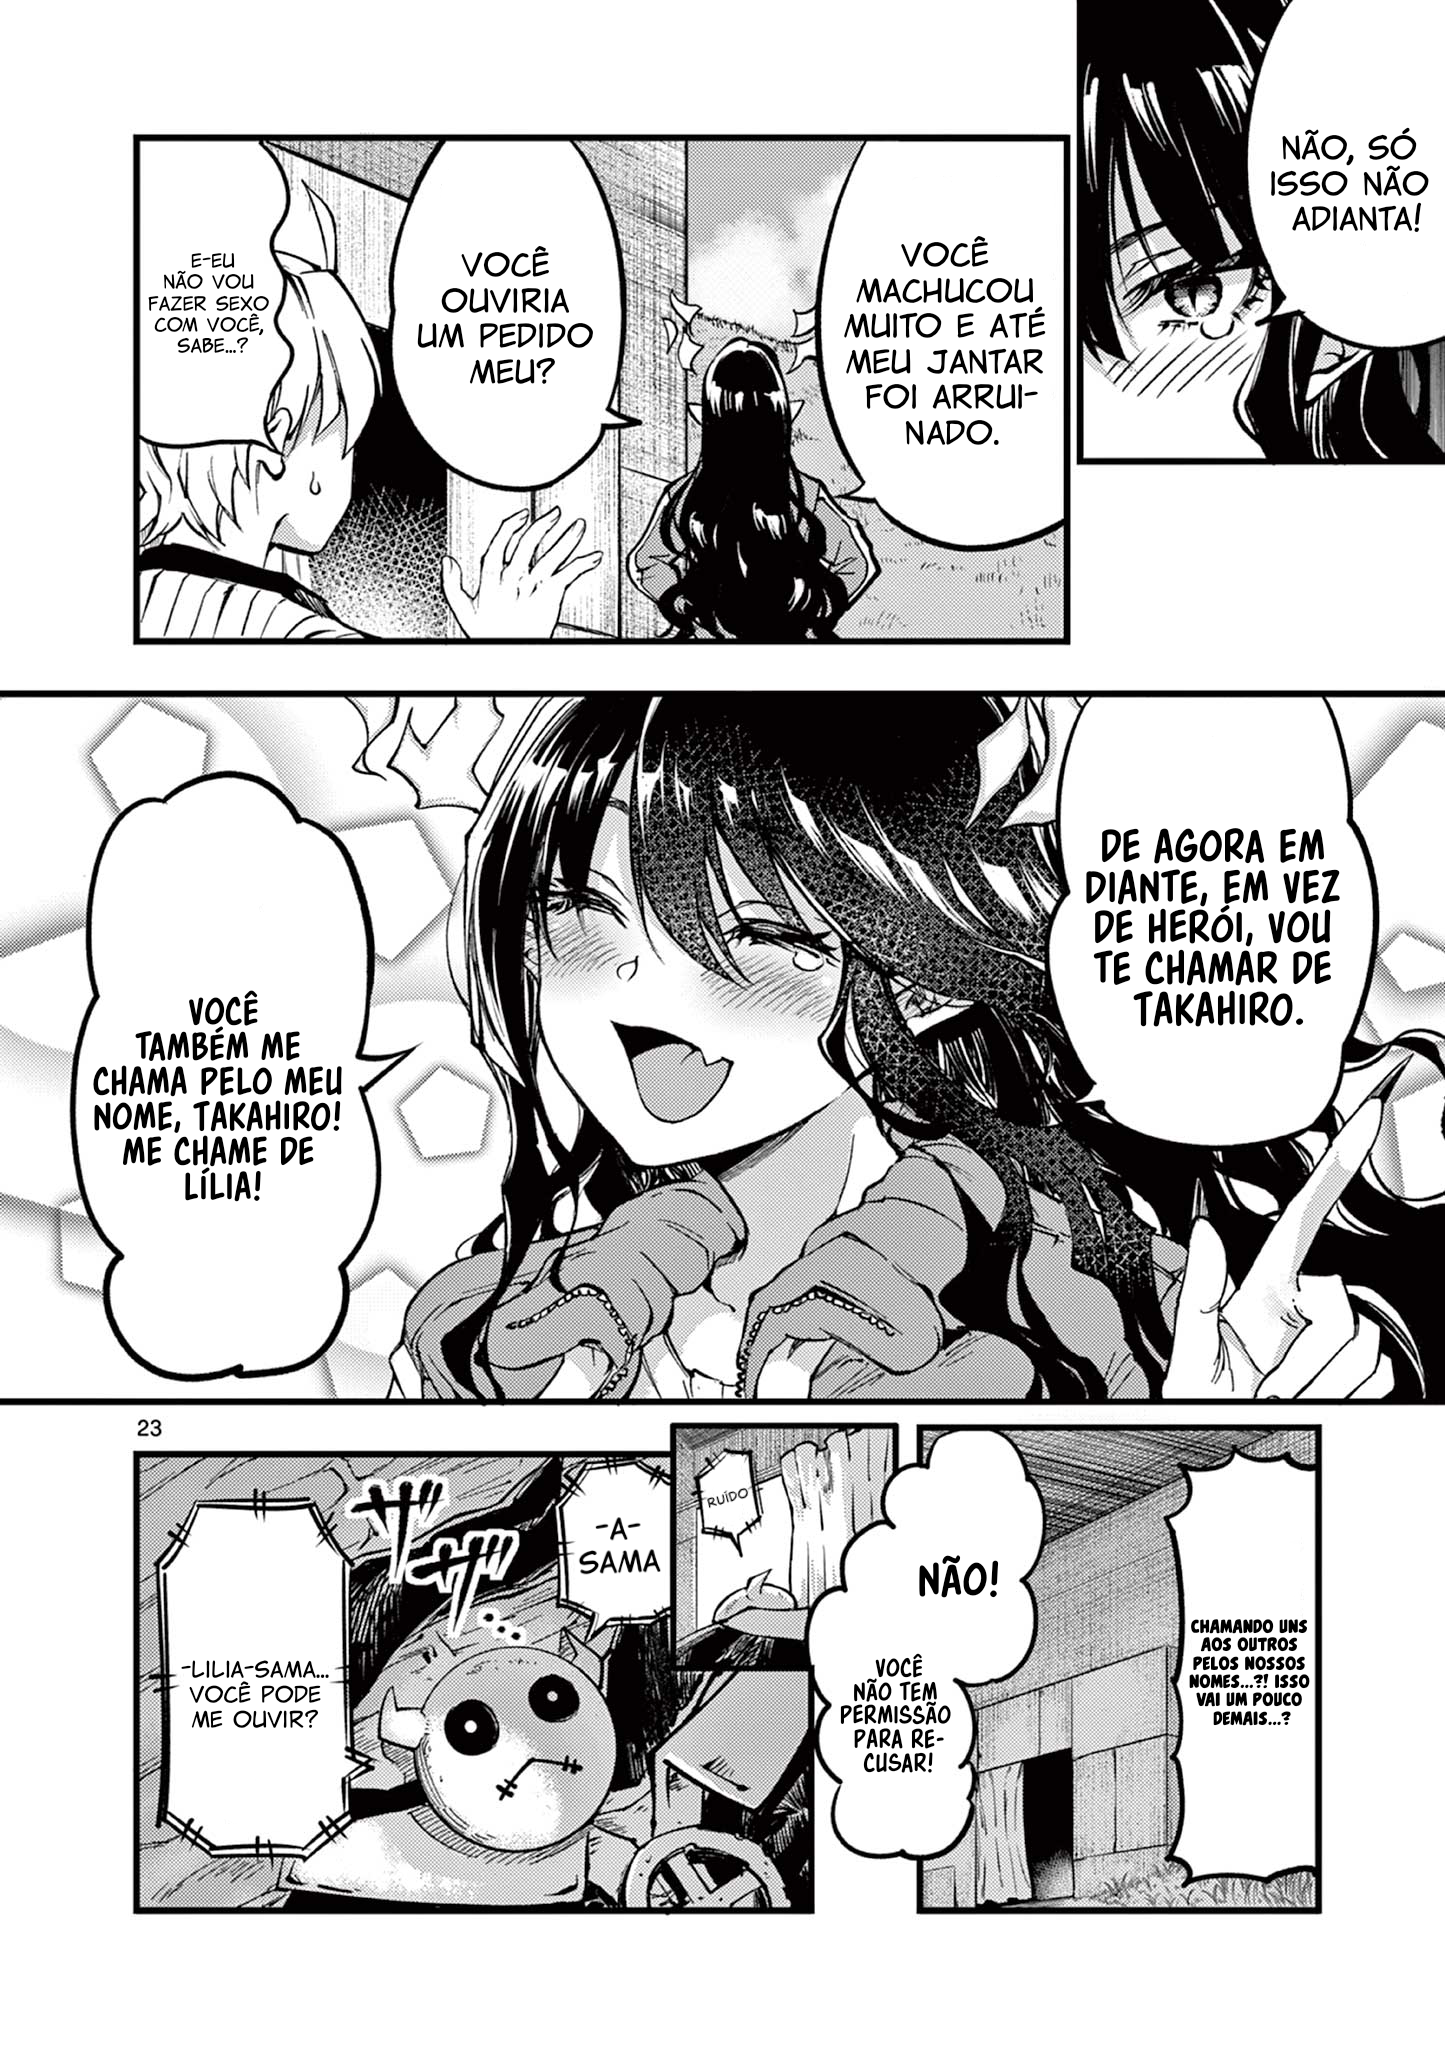 NÃO, SÓ
ISSO NÃO
ADIANTA!
VOCÊ
MACHUCOU
MUITO E ATÉ
MEU JANTAR
FOI ARRUI-
NADO.
VOCÊ
OUVIRIA
UM PEDIDO
MEU?
E-EU
NÃO VOU
FAZER SEXO
COM VOCÊ,
SABE...?
DE AGORA EM
DIANTE, EM VEZ
DE HERÓI, VOU
TE CHAMAR DE
TAKAHIRO.
VOCÊ
TAMBÉM ME
CHAMA PELO MEU
NOME, TAKAHIRO!
ME CHAME DE
LÍLIA!
23
CHAMANDO UNS
AOS OUTROS
PELOS NOSSOS
NOMES...?! ISSO
VAI UM POUCO
DEMAIS...?
NÃO!
VOCÊ
NÃO TEM
PERMISSÃO
PARA RE-
CUSAR!
RUÍDO
-A-
SAMA
ザザッ
-LILIA-SAMA...
VOCÊ PODE
ME OUVIR?